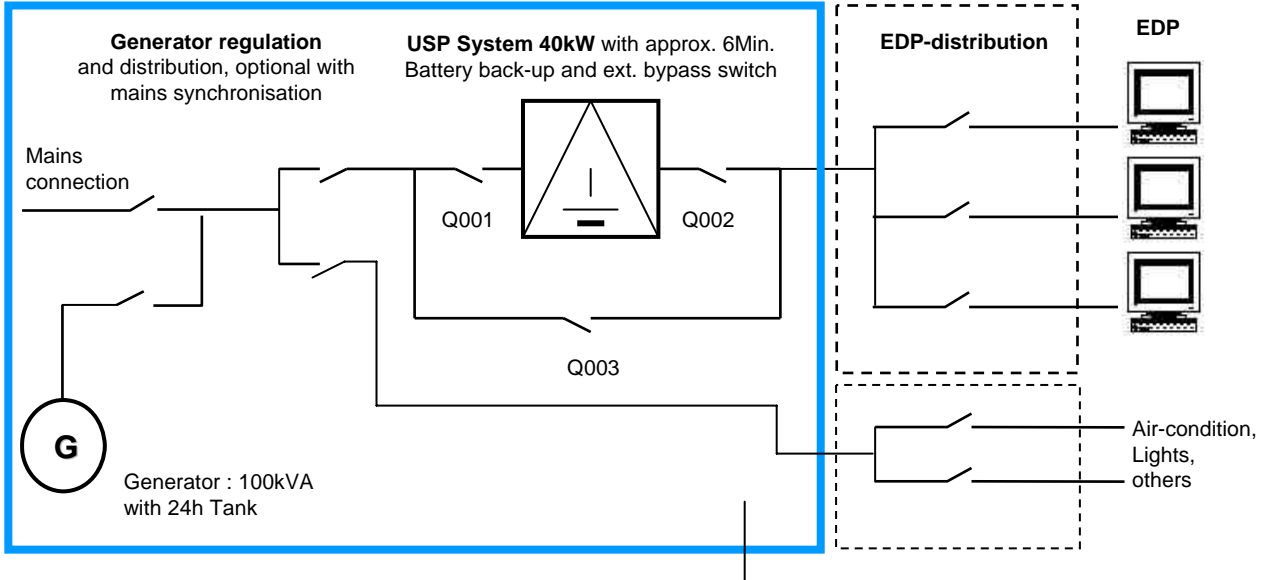 Generator regulation
and distribution, optional with
mains synchronisation
USP System 40kW with approx. 6Min.
Battery back-up and ext. bypass switch
EDP-distribution
EDP
Mains
connection
Q001
Q002
Q003
G
Generator : 100kVA
with 24h Tank
Air-condition,
Lights,
others